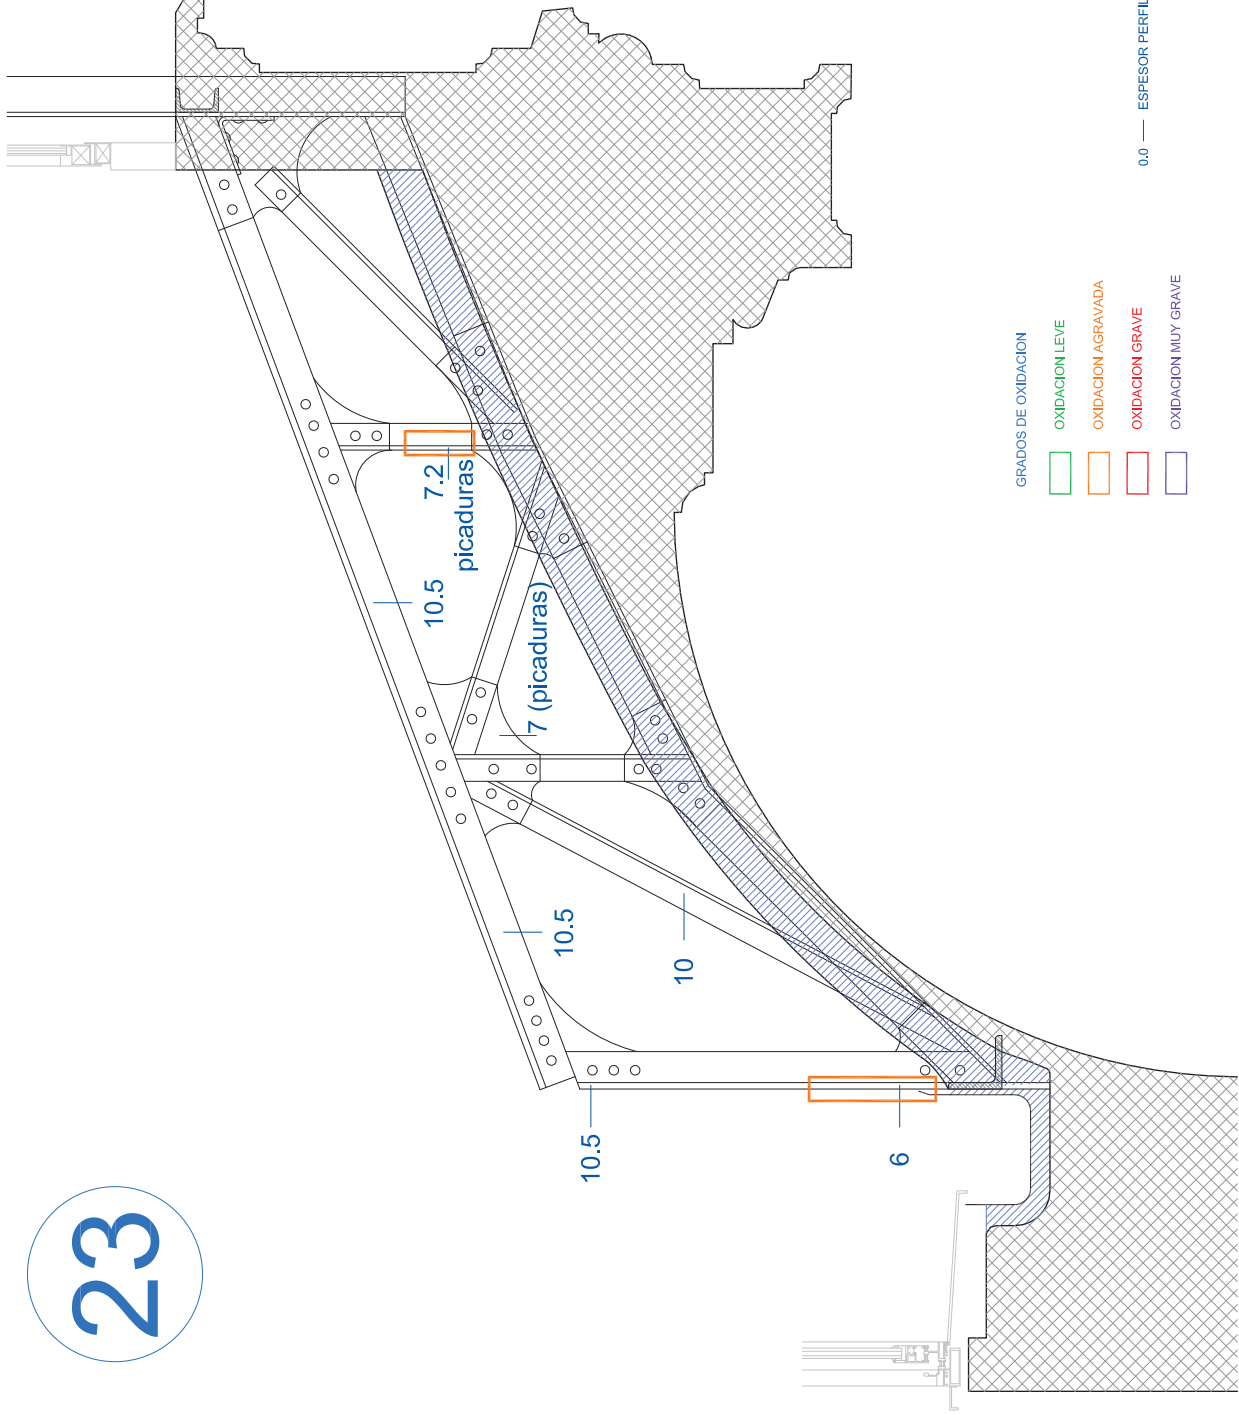 23
7.2
picaduras
10.5
7 (picaduras)
10.5
10
10.5
6
GRADOS DE OXIDACION
OXIDACION LEVE
OXIDACION AGRAVADA
OXIDACION GRAVE
OXIDACION MUY GRAVE
0.0 — ESPESOR PERFIL